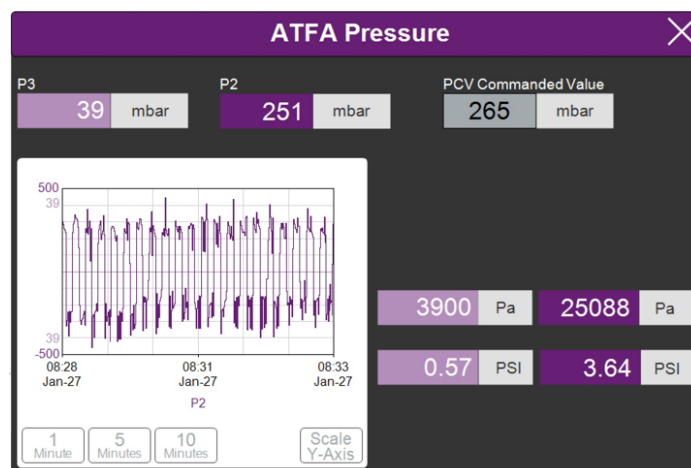 ATFA Pressure
P3
39 mbar
P2
251 mbar
PCV Commanded Value
265 mbar
500
39
39
-500
08:28
Jan-27
08:31
Jan-27
08:33
Jan-27
P2
3900 Pa
25088 Pa
0.57 PSI
3.64 PSI
1
Minute
5
Minutes
10
Minutes
Scale
Y-Axis